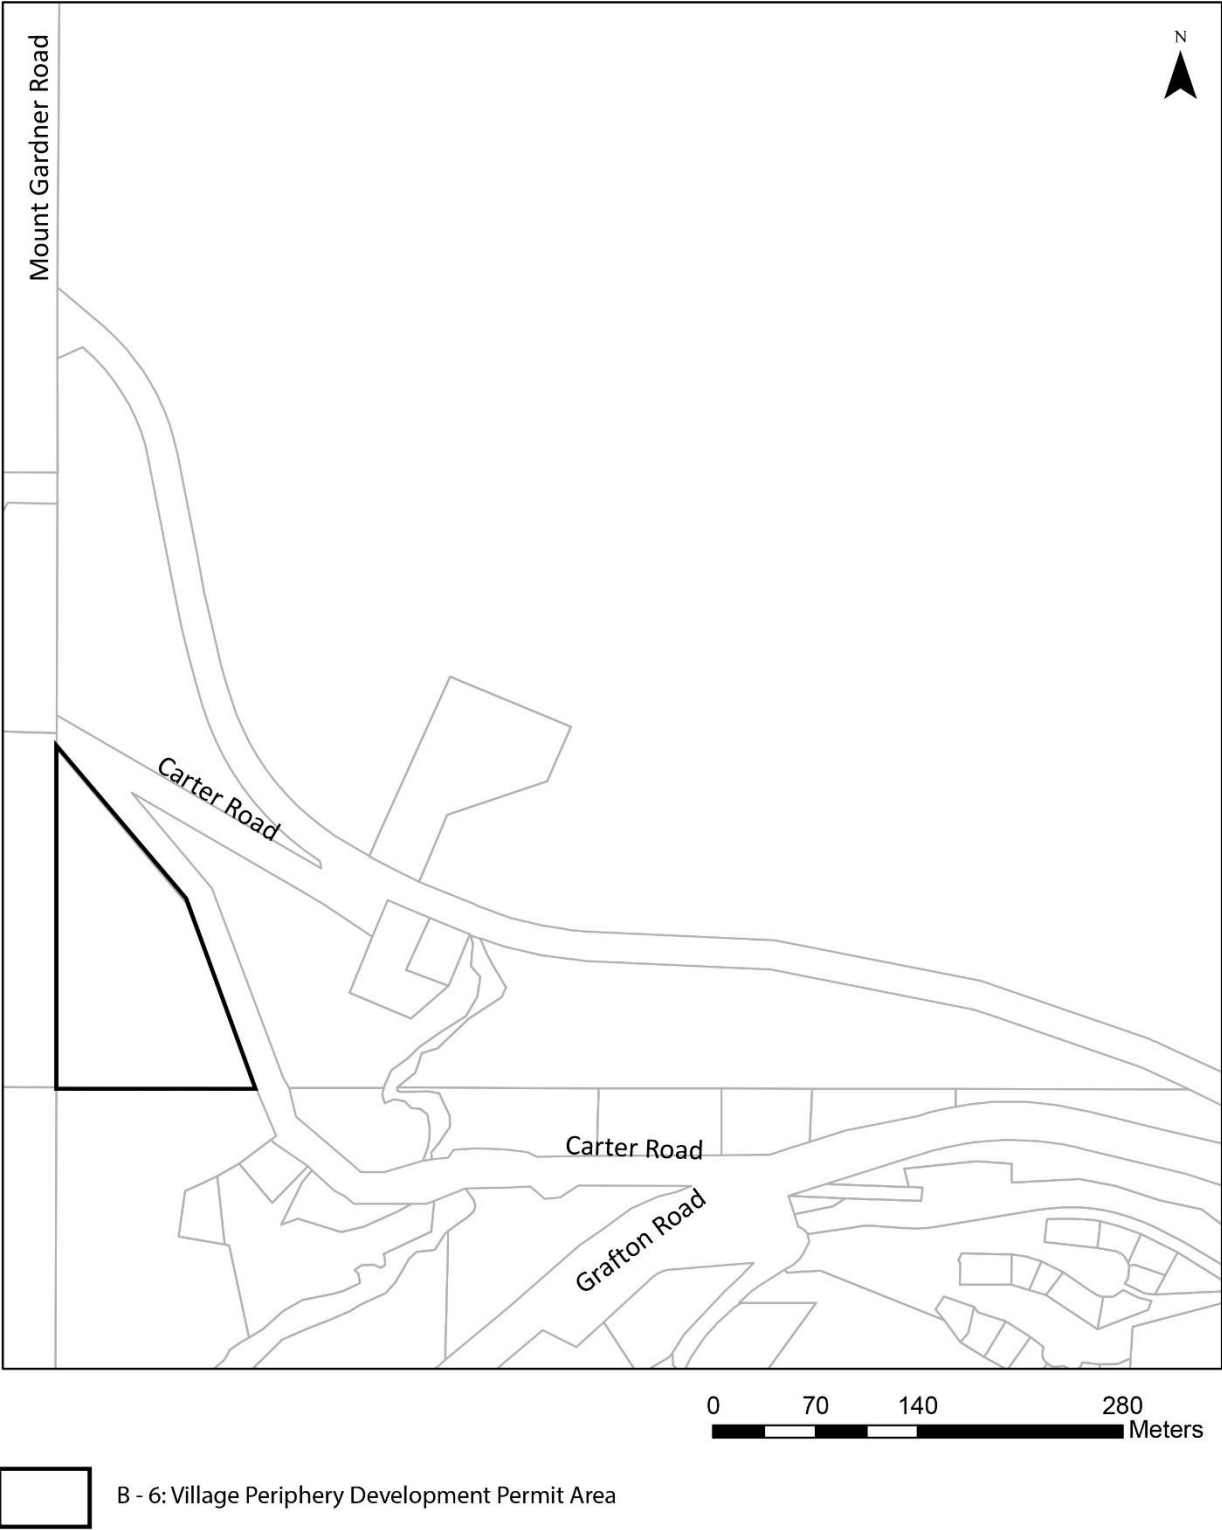 N
Mount Gardner Road
Carter Road
Carter Road
Grafton Road
0 70 140 280
Meters
B - 6: Village Periphery Development Permit Area